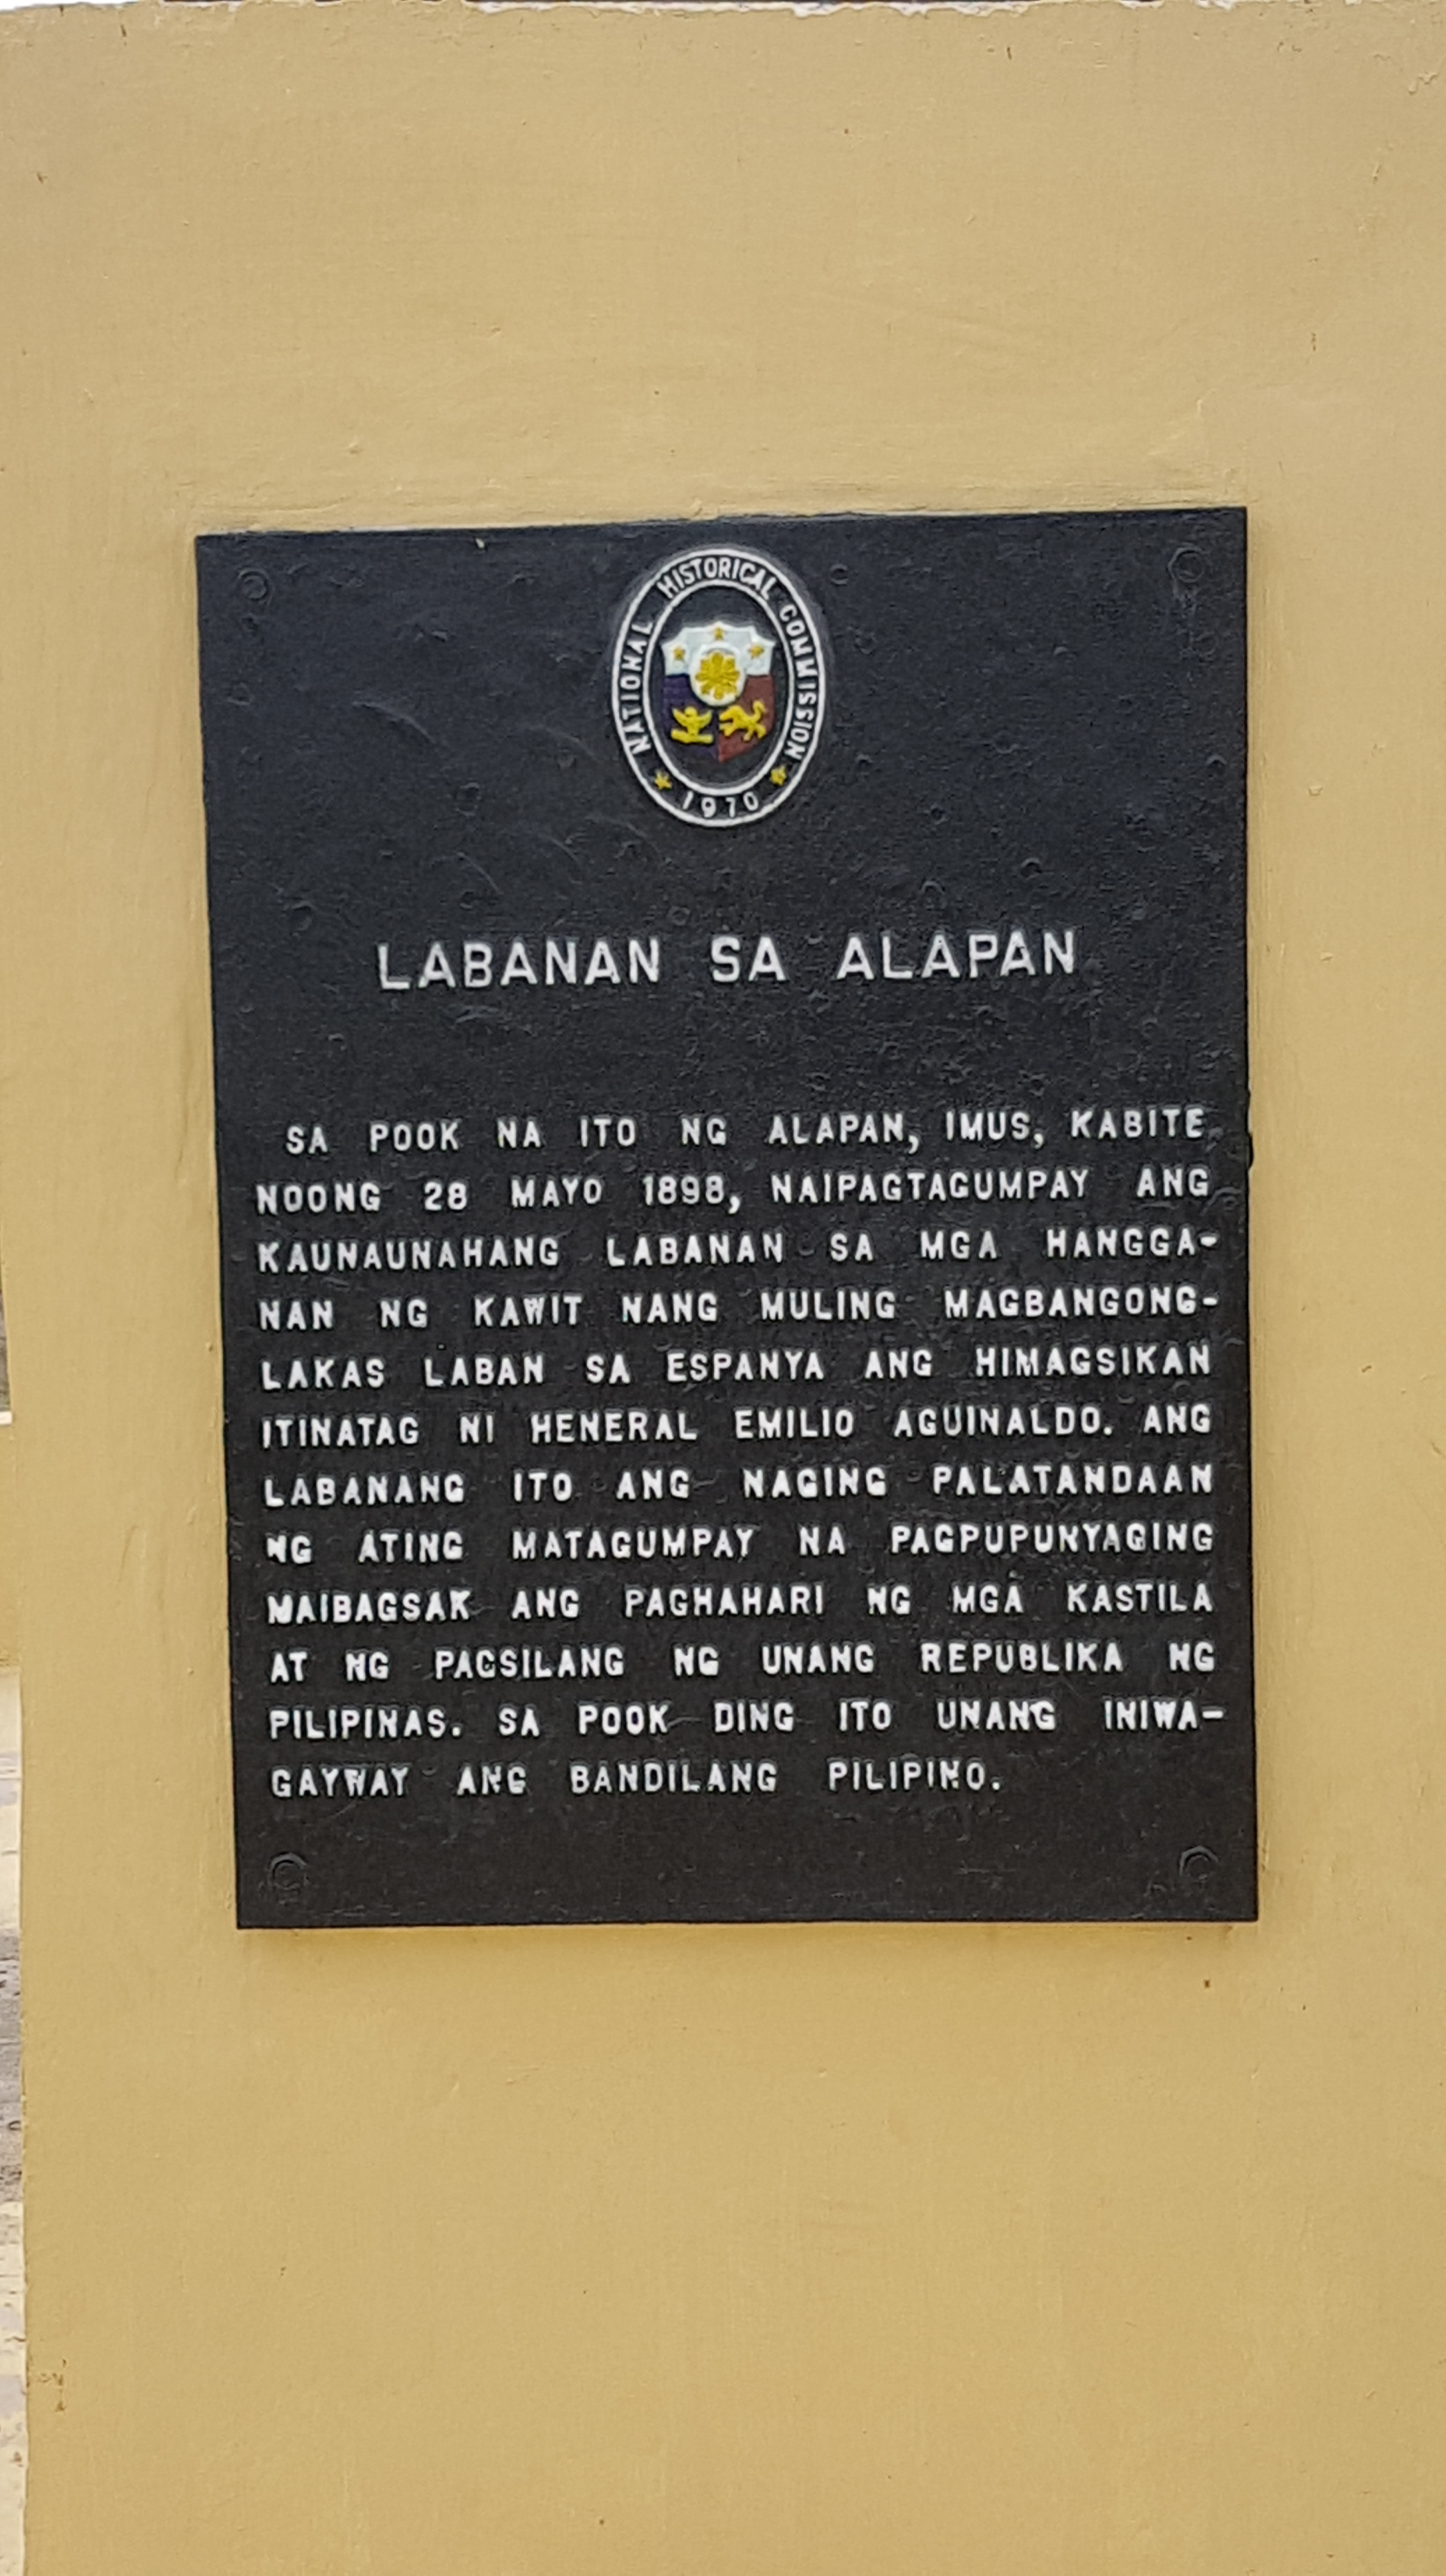 NATIONAL HISTORICAL COMMISSION
1970
LABANAN SA ALAPAN
SA POOK NA ITO NG ALAPAN, IMUS, KABITE
NOONG 28 MAYO 1898, NAIPAGTAGUMPAY ANG
KAUNAUNAHANG LABANAN SA MGA HANGGA-
NAN NG KAWIT NANG MULING MAGBANGONG-
LAKAS LABAN SA ESPANYA ANG HIMAGSIKAN
ITINATAG NI HENERAL EMILIO AGUINALDO. ANG
LABANANG ITO ANG NAGING PALATANDAAN
NG ATING MATAGUMPAY NA PAGPUPUNYAGING
MAIBAGSAK ANG PAGHAHARI NG MGA KASTILA
AT NG PAGSILANG NG UNANG REPUBLIKA NG
PILIPINAS. SA POOK DING ITO UNANG INIWA-
GAYWAY ANG BANDILANG PILIPINO.